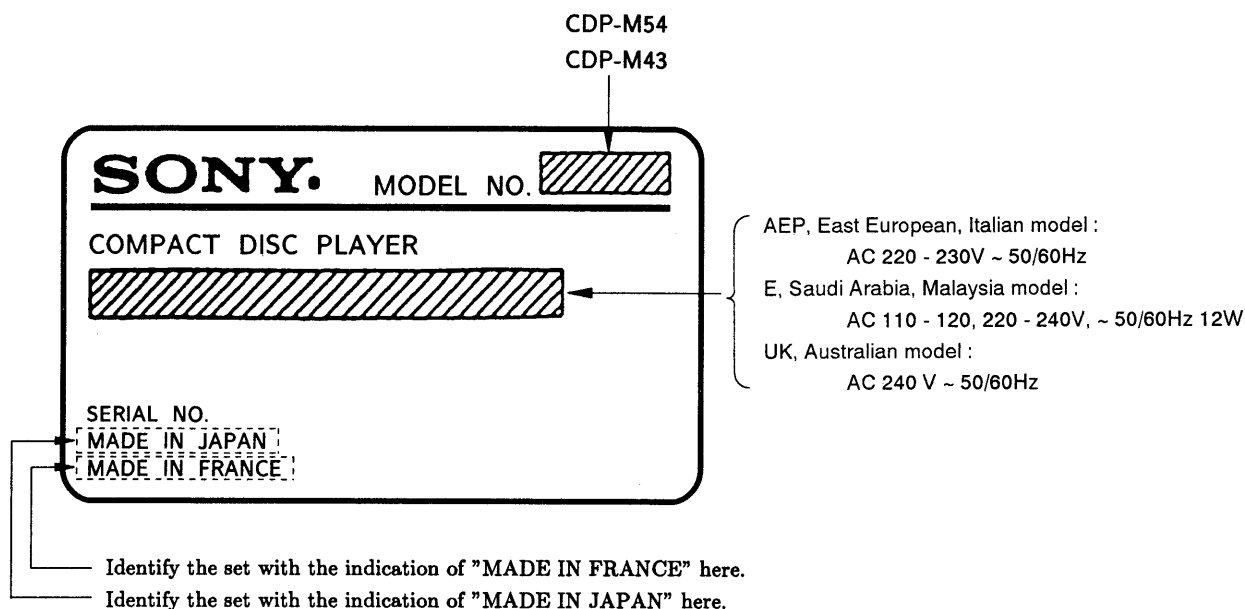 CDP-M54
CDP-M43
SONY.
MODEL NO.
COMPACT DISC PLAYER
AEP, East European, Italian model :
AC 220 - 230V ~ 50/60Hz
E, Saudi Arabia, Malaysia model :
AC 110 - 120, 220 - 240V, ~ 50/60Hz 12W
UK, Australian model :
AC 240 V ~ 50/60Hz
SERIAL NO.
MADE IN JAPAN
MADE IN FRANCE
Identify the set with the indication of "MADE IN FRANCE" here.
Identify the set with the indication of "MADE IN JAPAN" here.